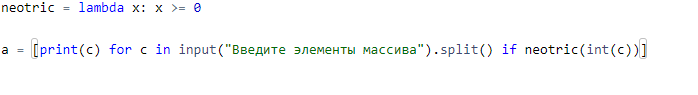 neotric = lambda x: x >= 0
a = [print(c) for c in input("Введите элементы массива").split() if neotric(int(c))]